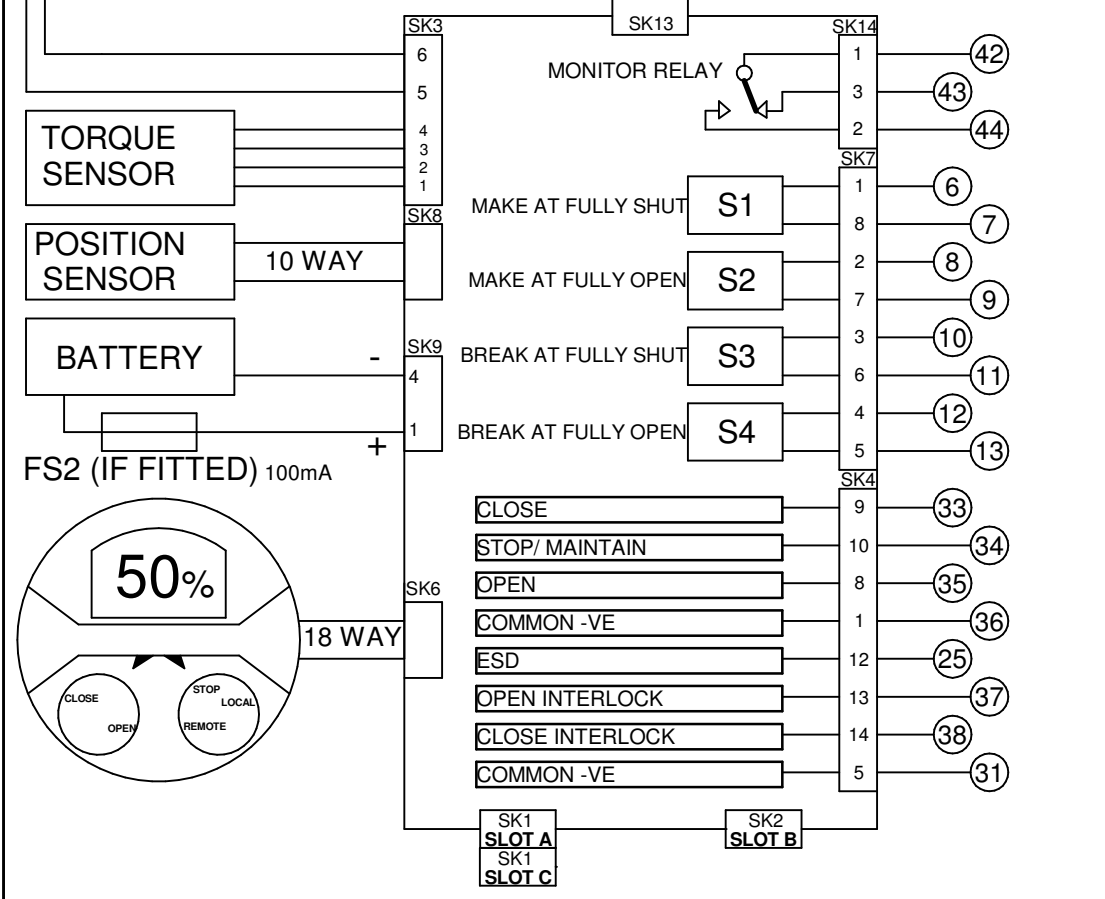 SK3
SK13
SK14
6
5
4
3
2
1
TORQUE
SENSOR
MONITOR RELAY
1
3
2
42
43
44
SK8
POSITION
SENSOR
10 WAY
SK7
MAKE AT FULLY SHUT
S1
1
8
6
7
MAKE AT FULLY OPEN
S2
2
7
8
9
BREAK AT FULLY SHUT
S3
3
6
10
11
BREAK AT FULLY OPEN
S4
4
5
12
13
BATTERY
-
SK9
4
1
+
FS2 (IF FITTED) 100mA
50%
CLOSE
OPEN
STOP
LOCAL
REMOTE
18 WAY
SK6
SK4
CLOSE 9 33
STOP/ MAINTAIN 10 34
OPEN 8 35
COMMON -VE 1 36
ESD 12 25
OPEN INTERLOCK 13 37
CLOSE INTERLOCK 14 38
COMMON -VE 5 31
SK1
SLOT A
SK1
SLOT C
SK2
SLOT B